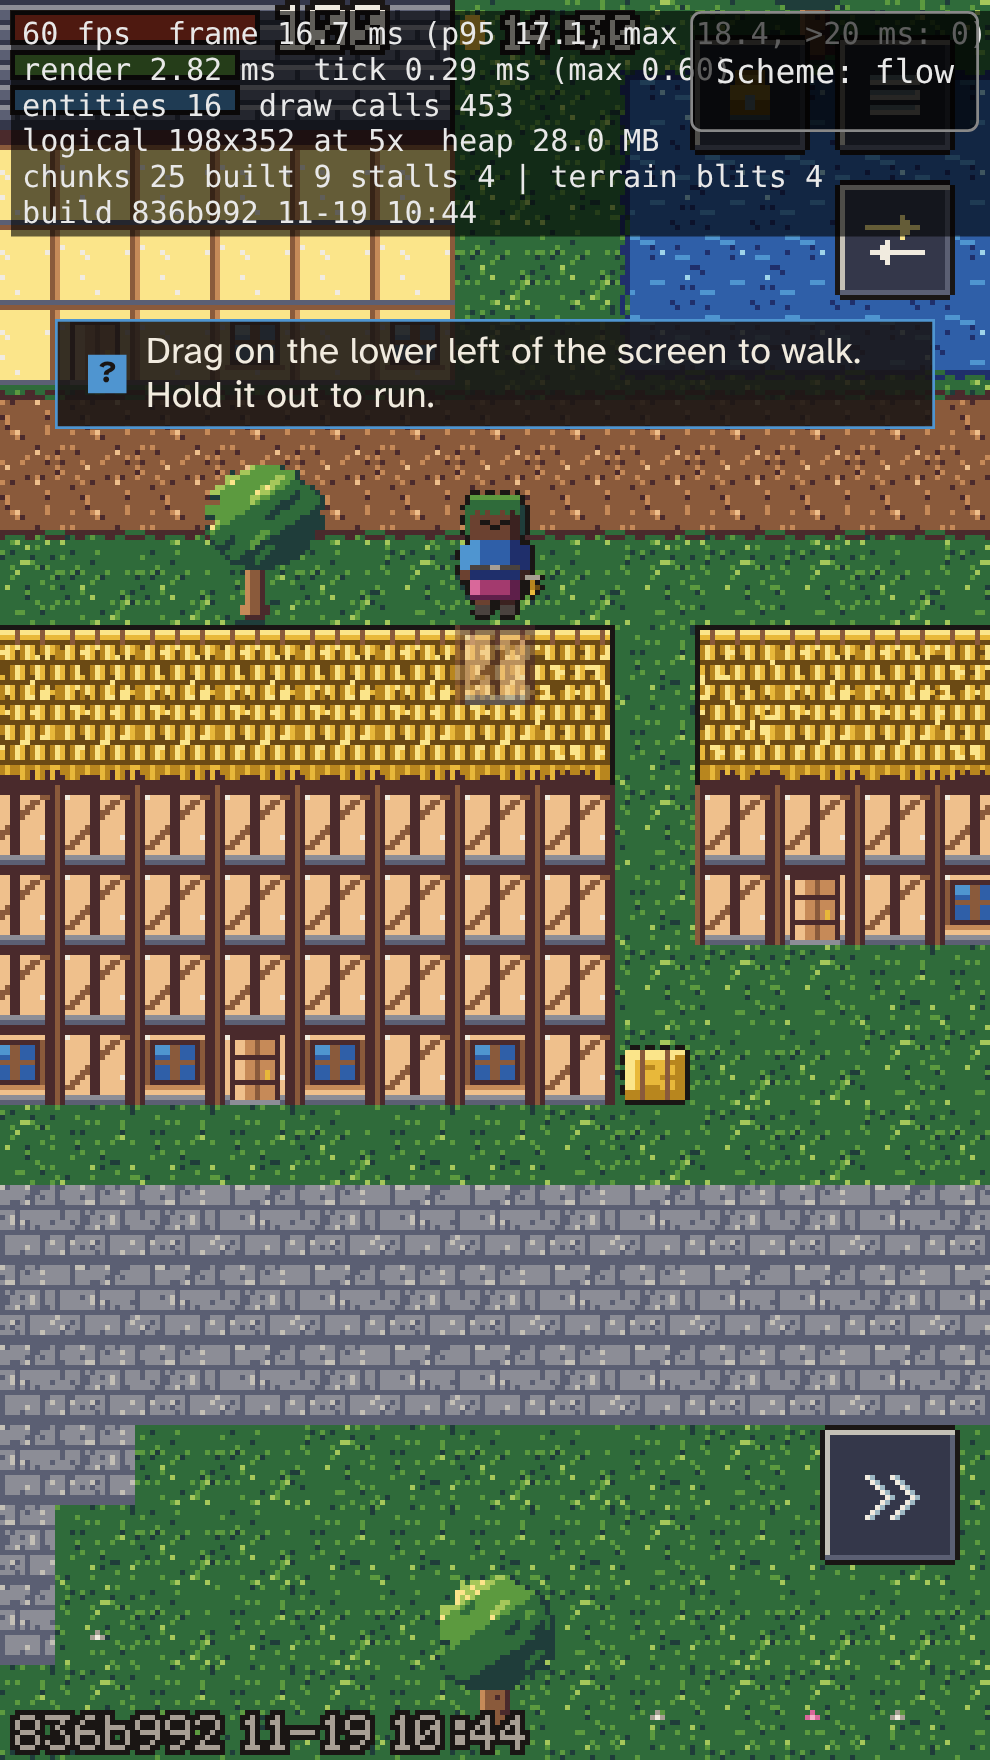 60 fps  frame 16.7 ms (p95 17.1, max 18.4, >20 ms: 0)
render 2.82 ms  tick 0.29 ms (max 0.60)
Scheme: flow
entities 16  draw calls 453
logical 198x352 at 5x  heap 28.0 MB
chunks 25 built 9 stalls 4 | terrain blits 4
build 836b992 11-19 10:44
? Drag on the lower left of the screen to walk.
Hold it out to run.
836b992 11-19 10:44